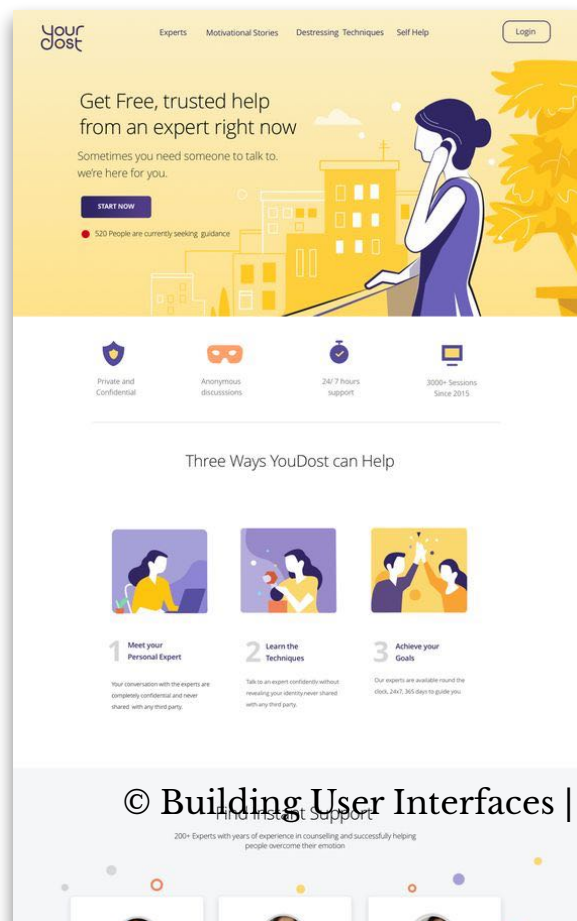 your
dost
Experts Motivational Stories Destressing Techniques Self Help Login
Get Free, trusted help
from an expert right now
Sometimes you need someone to talk to.
we're here for you.
START NOW
520 People are currently seeking guidance
Private and
Confidential
Anonymous
discusssions
24/ 7 hours
support
3000+ Sessions
Since 2015
Three Ways YouDost can Help
1 Meet your
Personal Expert
Your conversation with the experts are
completely confidential and never
shared with any third party.
2 Learn the
Techniques
Talk to an expert confidently without
revealing your identity.never shared
with any third party.
3 Achieve your
Goals
Our experts are available round the
clock, 24x7, 365 days to guide you.
© Building User Interfaces |
Find Instant Support
200+ Experts with years of experience in counselling and successfully helping
people overcome their emotion